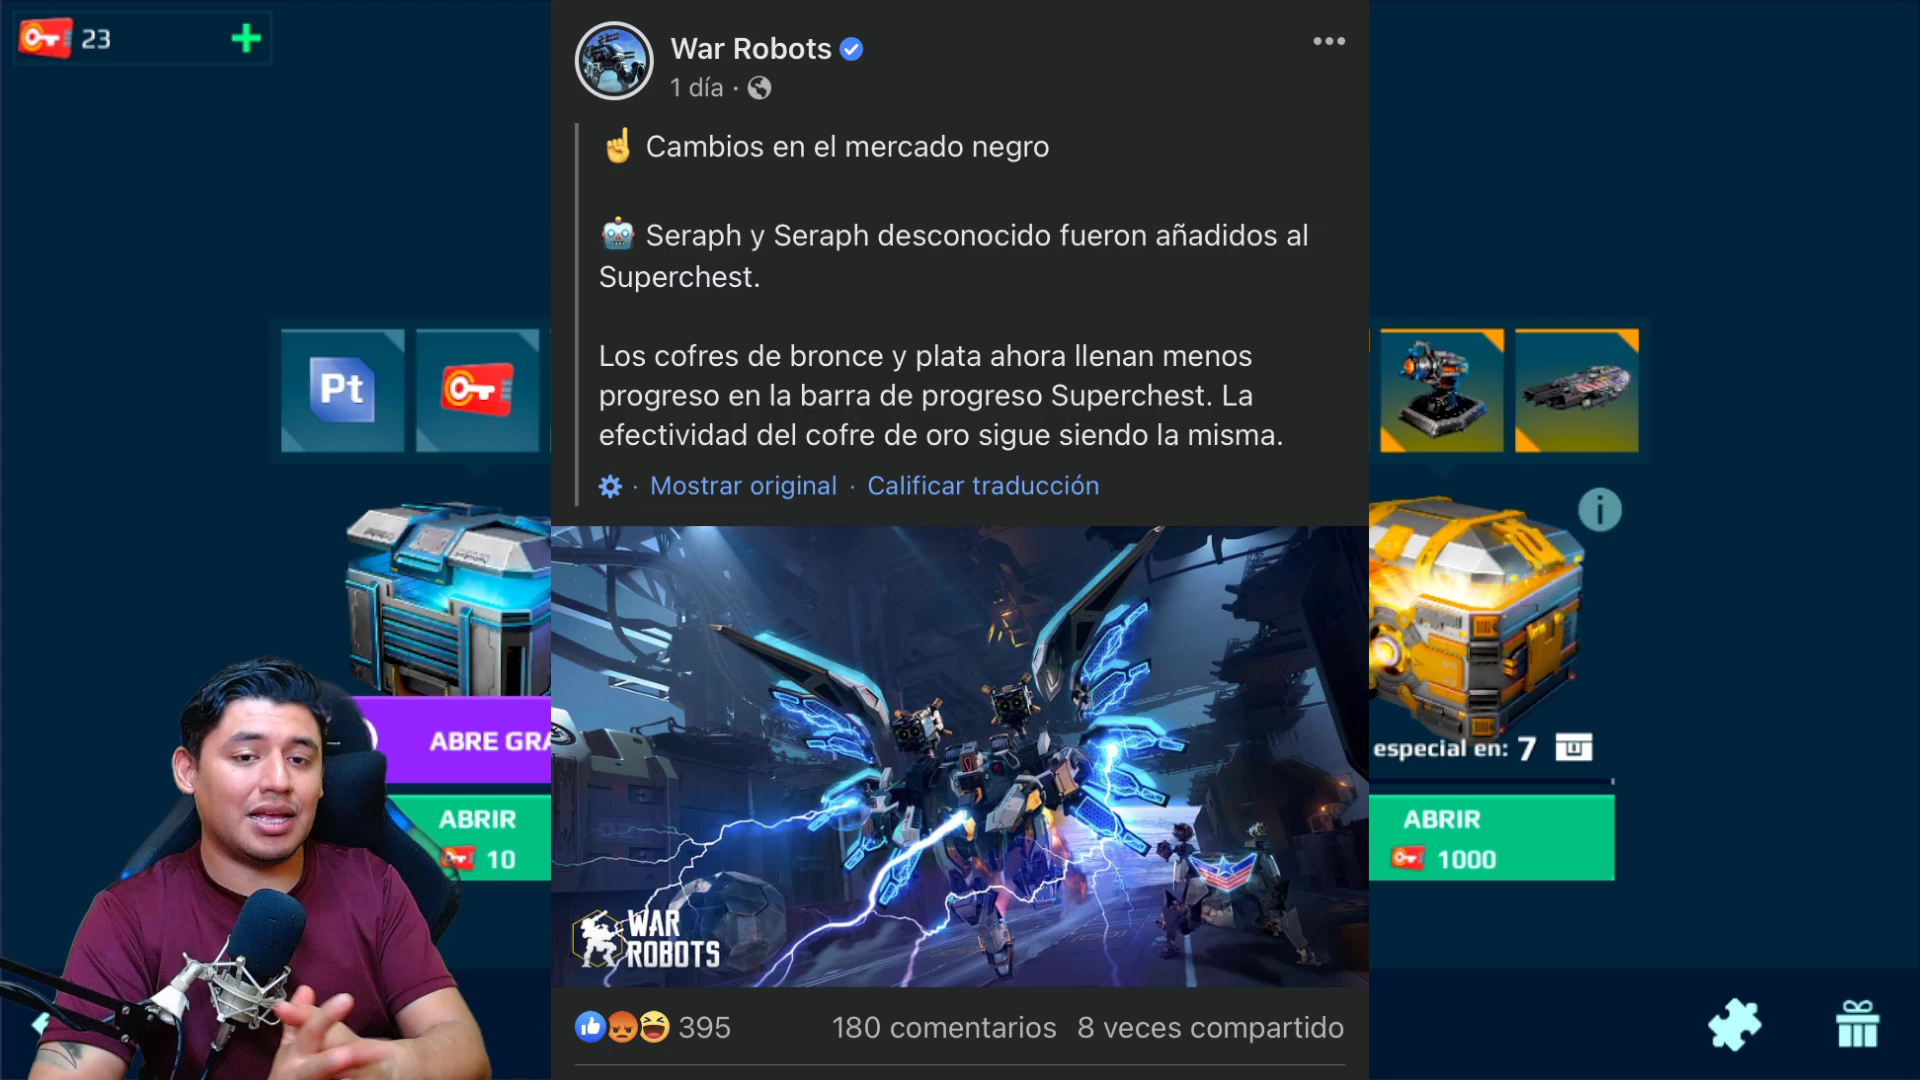 23
War Robots
1 día ·
☝ Cambios en el mercado negro
🤖 Seraph y Seraph desconocido fueron añadidos al
Superchest.
Los cofres de bronce y plata ahora llenan menos
progreso en la barra de progreso Superchest. La
efectividad del cofre de oro sigue siendo la misma.
· Mostrar original · Calificar traducción
Pt
ABRE GRA
ABRIR
10
i
especial en: 7
ABRIR
1000
WAR
ROBOTS
395
180 comentarios 8 veces compartido